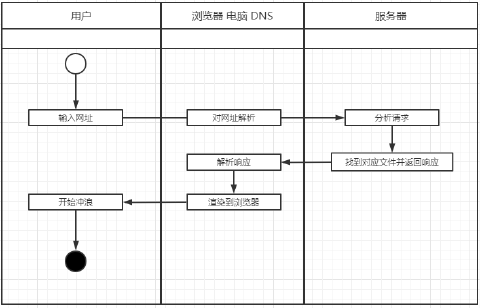 用户
浏览器 电脑 DNS
服务器
输入网址
对网址解析
分析请求
解析响应
找到对应文件并返回响应
开始冲浪
渲染到浏览器